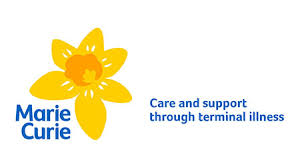 Marie
Curie
Care and support
through terminal illness